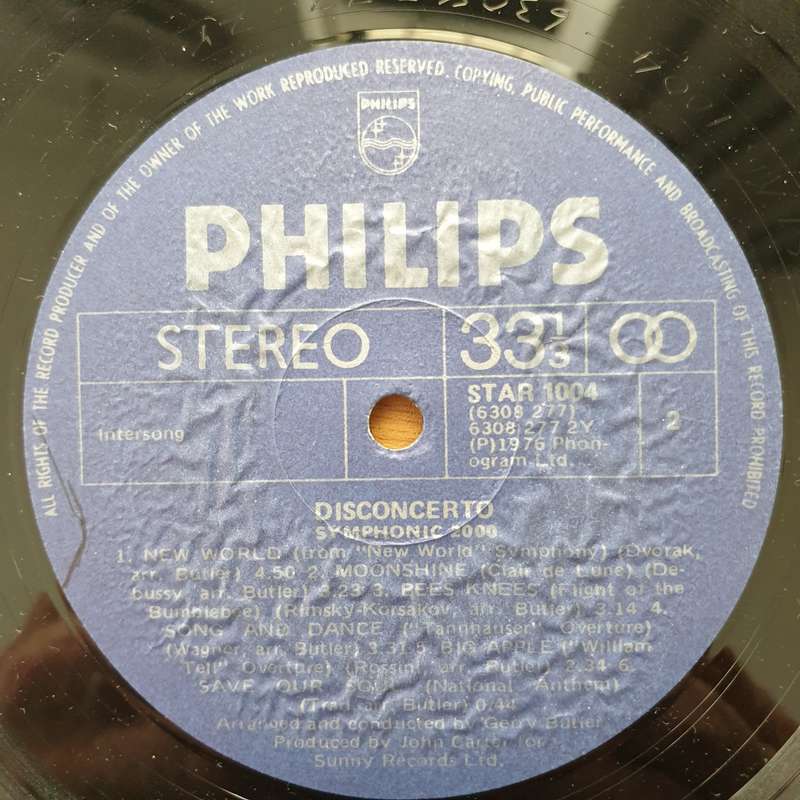 ALL RIGHTS OF THE RECORD PRODUCER AND OF THE OWNER OF THE WORK REPRODUCED RESERVED. COPYING, PUBLIC PERFORMANCE AND BROADCASTING OF THIS RECORD PROHIBITED
PHILIPS
PHILIPS
STEREO 33 1/3
STAR 1004
(6308 277)
6308 277 2Y
(P)1976 Phon-
ogram Ltd.
Intersong
2
DISCONCERTO
SYMPHONIC 2000
1. NEW WORLD (from "New World" Symphony) (Dvorak,
arr. Butler) 4.50 2. MOONSHINE (Clair de Lune) (De-
bussy, arr. Butler) 3.23 3. BEES KNEES (Flight of the
Bumblebee) (Rimsky-Korsakov, arr. Butler) 3.14 4.
SONG AND DANCE ("Tannhauser" Overture)
(Wagner, arr. Butler) 3.31 5. BIG APPLE ("William
Tell" Overture) (Rossini, arr. Butler) 2.34 6.
SAVE OUR SOUL (National Anthem)
(Trad. arr. Butler) 0.44
Arranged and conducted by Gerry Butler
Produced by John Carter for
Sunny Records Ltd.